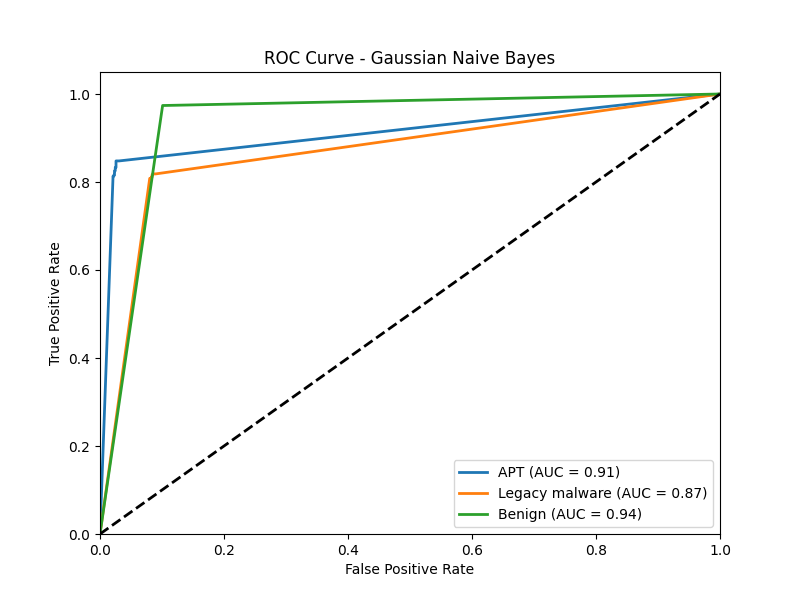 ROC Curve - Gaussian Naive Bayes
1.0
0.8
0.6
0.4
0.2
0.0
True Positive Rate
APT (AUC = 0.91)
Legacy malware (AUC = 0.87)
Benign (AUC = 0.94)
0.0 0.2 0.4 0.6 0.8 1.0
False Positive Rate